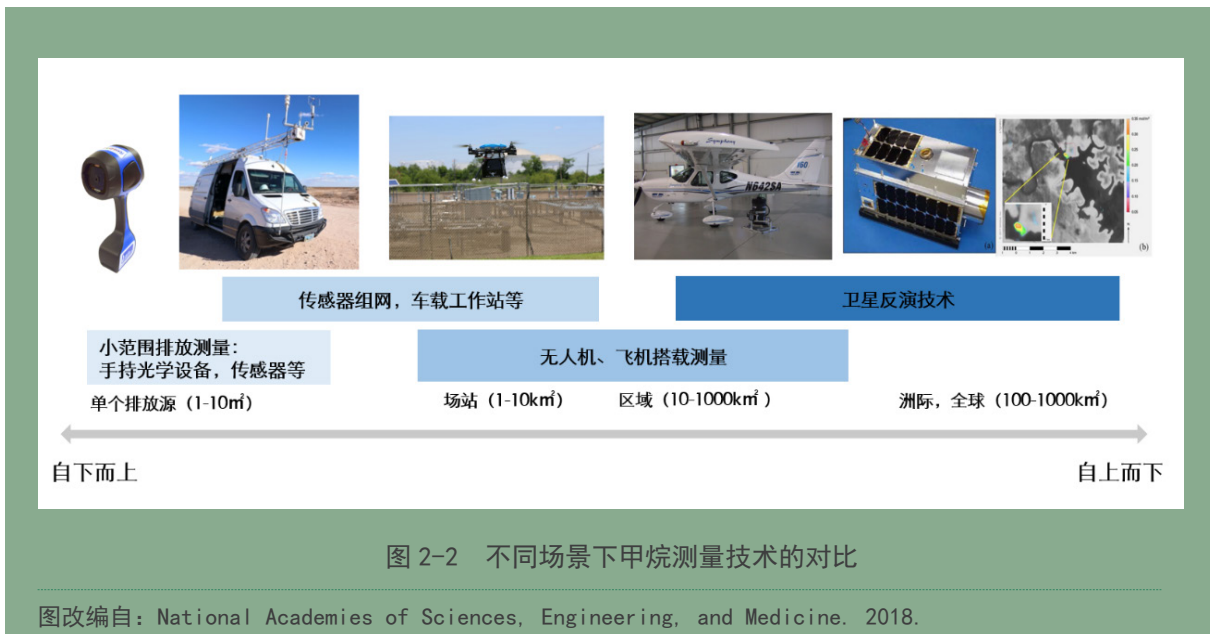 Symphony
160
N642SA
(a)
(b)
传感器组网，车载工作站等
卫星反演技术
小范围排放测量：
手持光学设备，传感器等
无人机、飞机搭载测量
单个排放源（1-10㎡）
场站（1-10k㎡）
区域（10-1000k㎡）
洲际，全球（100-1000k㎡）
自下而上
自上而下
图 2-2 不同场景下甲烷测量技术的对比
图改编自：National Academies of Sciences, Engineering, and Medicine. 2018.